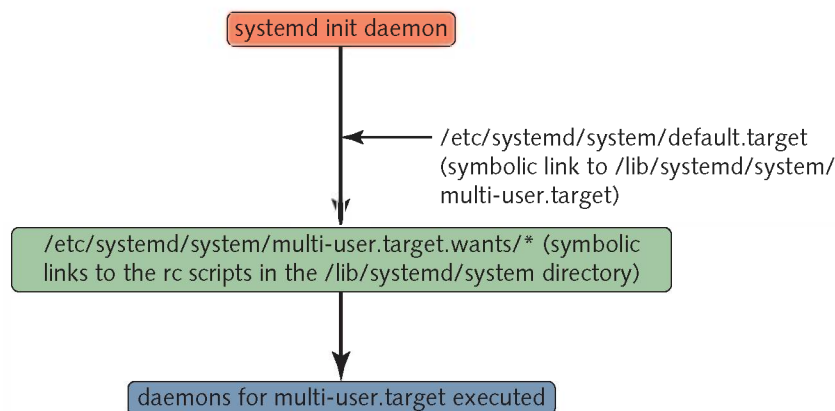 systemd init daemon
/etc/systemd/system/default.target
(symbolic link to /lib/systemd/system/
multi-user.target)
/etc/systemd/system/multi-user.target.wants/* (symbolic
links to the rc scripts in the /lib/systemd/system directory)
daemons for multi-user.target executed